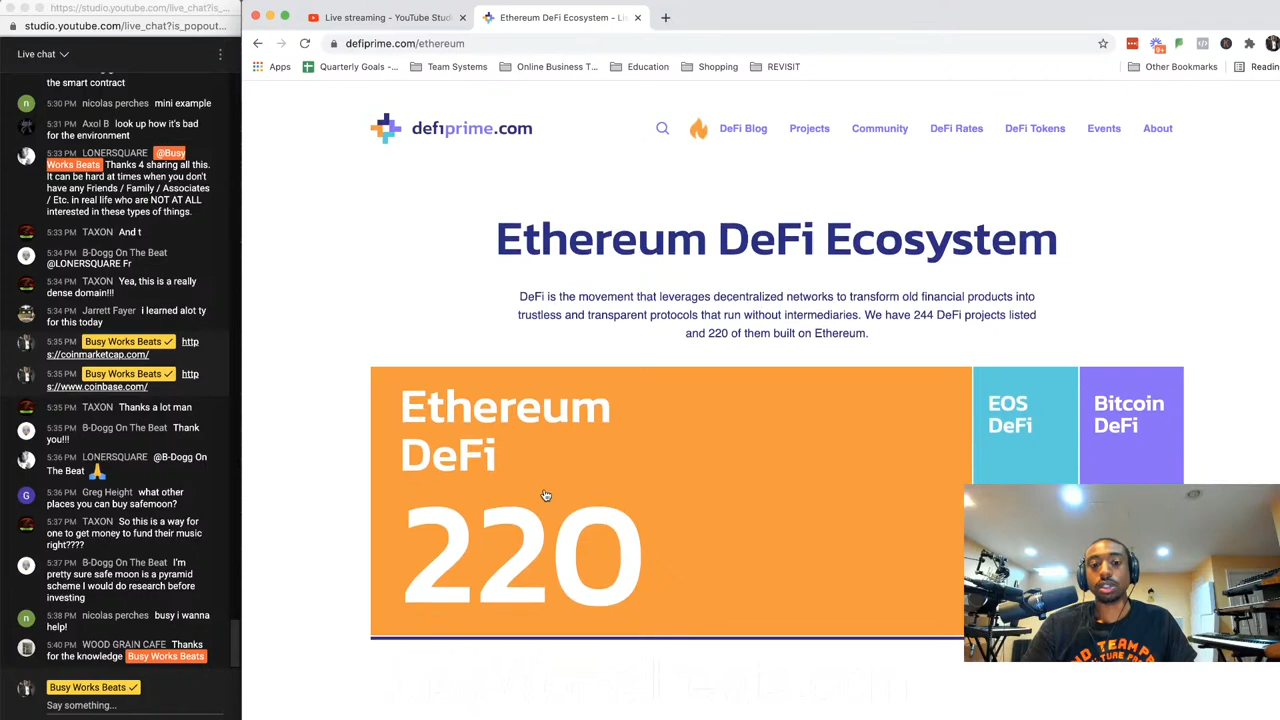 https://studio.youtube.com/live_chat?is_...
studio.youtube.com/live_chat?is_popout...
Live chat
the smart contract
5:30 PM nicolas perches mini example
5:31 PM Axol B look up how it's bad
for the environment
5:33 PM LONERSQUARE @Busy
Works Beats Thanks 4 sharing all this.
It can be hard at times when you don't
have any Friends / Family / Associates
/ Etc. in real life who are NOT AT ALL
interested in these types of things.
5:33 PM TAXON And t
5:34 PM B-Dogg On The Beat
@LONERSQUARE Fr
5:34 PM TAXON Yea, this is a really
dense domain!!!
5:34 PM Jarrett Fayer i learned alot ty
for this today
5:35 PM Busy Works Beats http
s://coinmarketcap.com/
5:35 PM Busy Works Beats http
s://www.coinbase.com/
5:35 PM TAXON Thanks a lot man
5:35 PM B-Dogg On The Beat Thank
you!!!
5:36 PM LONERSQUARE @B-Dogg On
The Beat 🙏
5:36 PM Greg Height what other
places you can buy safemoon?
5:37 PM TAXON So this is a way for
one to get money to fund their music
right????
5:37 PM B-Dogg On The Beat I'm
pretty sure safe moon is a pyramid
scheme I would do research before
investing
5:38 PM nicolas perches busy i wanna
help!
5:40 PM WOOD GRAIN CAFE Thanks
for the knowledge Busy Works Beats
Busy Works Beats
Say something...
Live streaming - YouTube Stud
Ethereum DeFi Ecosystem - Lis
defiprime.com/ethereum
Apps Quarterly Goals -... Team Systems Online Business T... Education Shopping REVISIT Other Bookmarks Readin
defiprime.com DeFi Blog Projects Community DeFi Rates DeFi Tokens Events About
Ethereum DeFi Ecosystem
DeFi is the movement that leverages decentralized networks to transform old financial products into
trustless and transparent protocols that run without intermediaries. We have 244 DeFi projects listed
and 220 of them built on Ethereum.
Ethereum
DeFi
220
EOS
DeFi
Bitcoin
DeFi